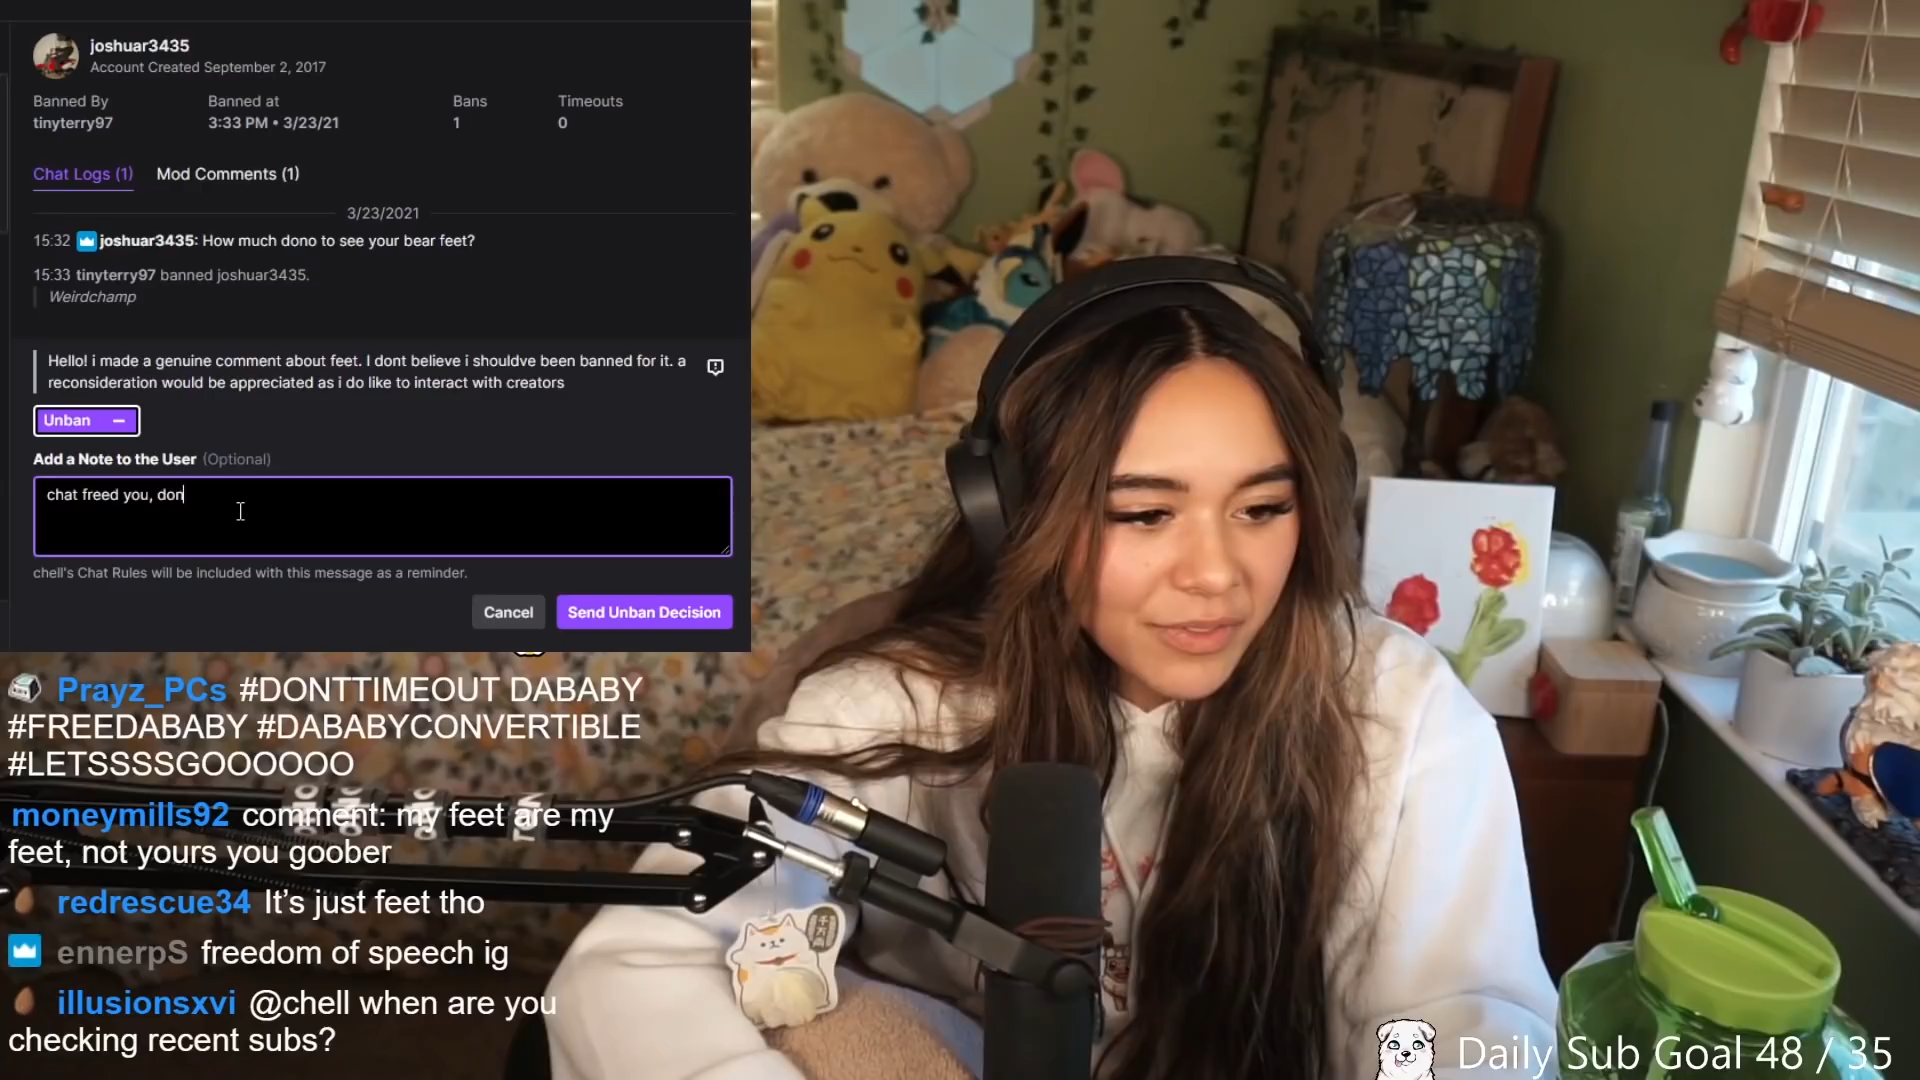 joshuar3435
Account Created September 2, 2017
Banned By
Banned at
Bans
Timeouts
tinyterry97
3:33 PM • 3/23/21
1
0
Chat Logs (1)
Mod Comments (1)
3/23/2021
15:32 joshuar3435: How much dono to see your bear feet?
15:33 tinyterry97 banned joshuar3435.
Weirdchamp
Hello! i made a genuine comment about feet. I dont believe i shouldve been banned for it. a
reconsideration would be appreciated as i do like to interact with creators
Unban
Add a Note to the User (Optional)
chat freed you, don
chell's Chat Rules will be included with this message as a reminder.
Cancel
Send Unban Decision
Prayz_PCs #DONTTIMEOUT DABABY
#FREEDABABY #DABABYCONVERTIBLE
#LETSSSSGOOOOOO
moneymills92 comment: my feet are my
feet, not yours you goober
redrescue34 It's just feet tho
ennerpS freedom of speech ig
illusionsxvi @chell when are you
checking recent subs?
Daily Sub Goal 48 / 35